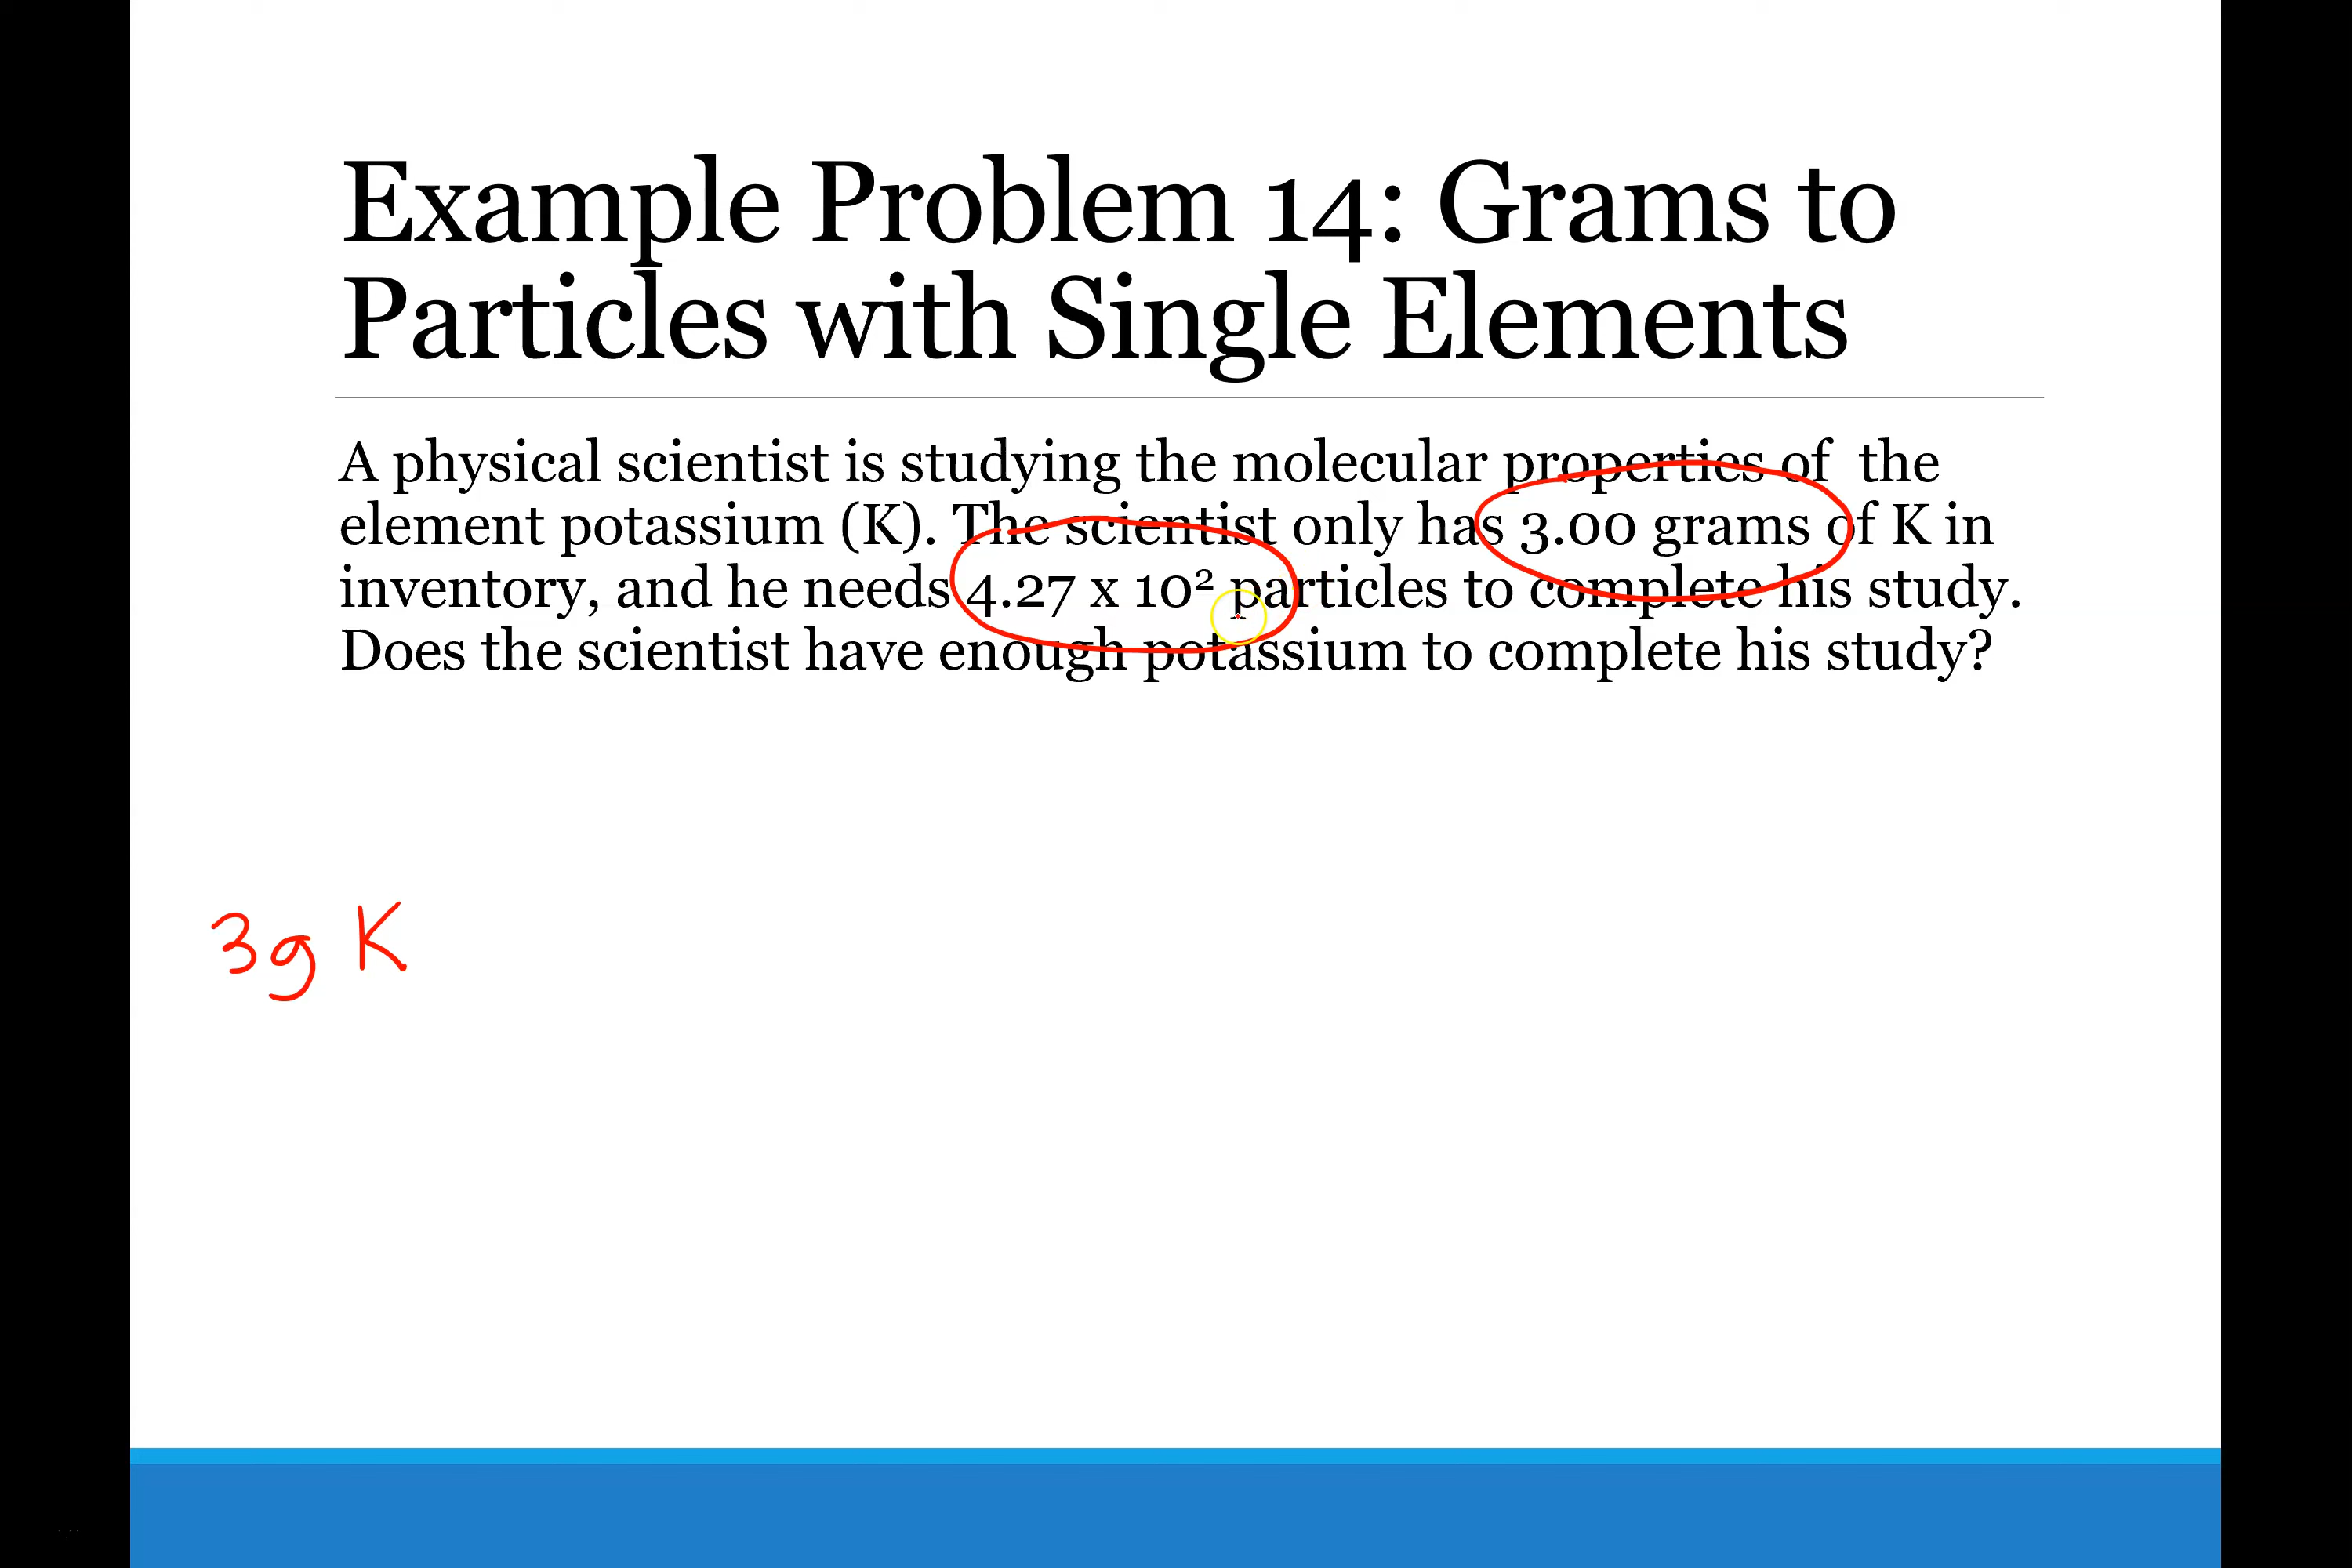 Example Problem 14: Grams to
Particles with Single Elements
A physical scientist is studying the molecular properties of the
element potassium (K). The scientist only has 3.00 grams of K in
inventory, and he needs 4.27 x 10² particles to complete his study.
Does the scientist have enough potassium to complete his study?
3g K